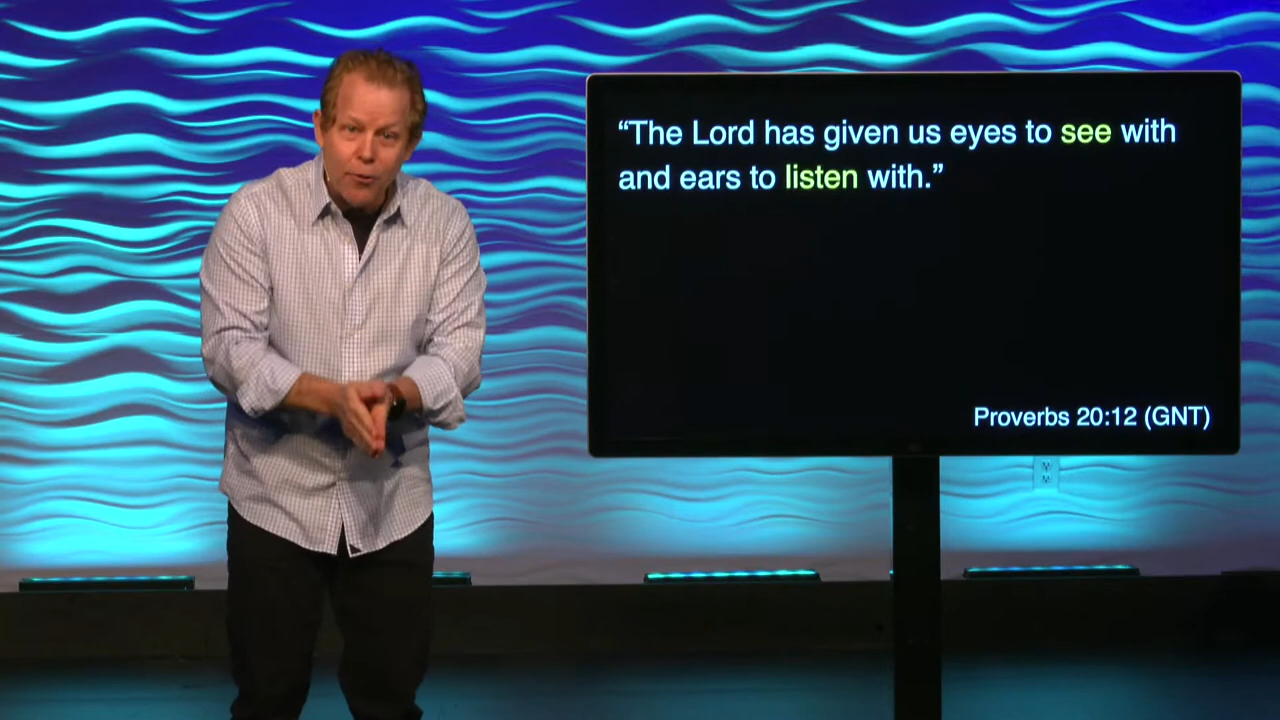 “The Lord has given us eyes to see with
and ears to listen with.”
Proverbs 20:12 (GNT)